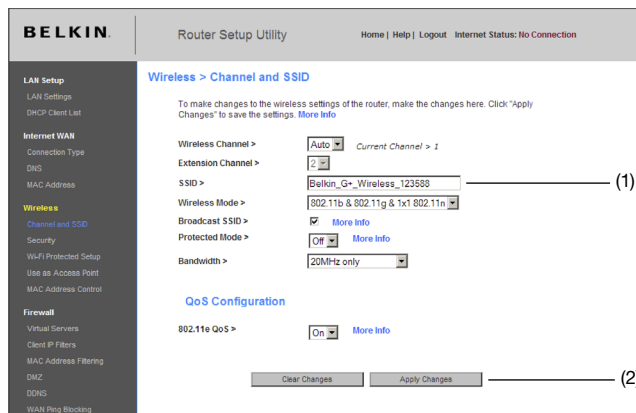 BELKIN.
Router Setup Utility
Home | Help | Logout Internet Status: No Connection
LAN Setup
LAN Settings
DHCP Client List
Internet WAN
Connection Type
DNS
MAC Address
Wireless
Channel and SSID
Security
Wi-Fi Protected Setup
Use as Access Point
MAC Address Control
Firewall
Virtual Servers
Client IP Filters
MAC Address Filtering
DMZ
DDNS
WAN Ping Blocking
Wireless > Channel and SSID
To make changes to the wireless settings of the router, make the changes here. Click "Apply
Changes" to save the settings. More Info
Wireless Channel > Auto Current Channel > 1
Extension Channel > 2
SSID > Belkin_G+_Wireless_123588 (1)
Wireless Mode > 802.11b & 802.11g & 1x1 802.11n
Broadcast SSID > More Info
Protected Mode > Off More Info
Bandwidth > 20MHz only
QoS Configuration
802.11e QoS > On More Info
Clear Changes Apply Changes (2)